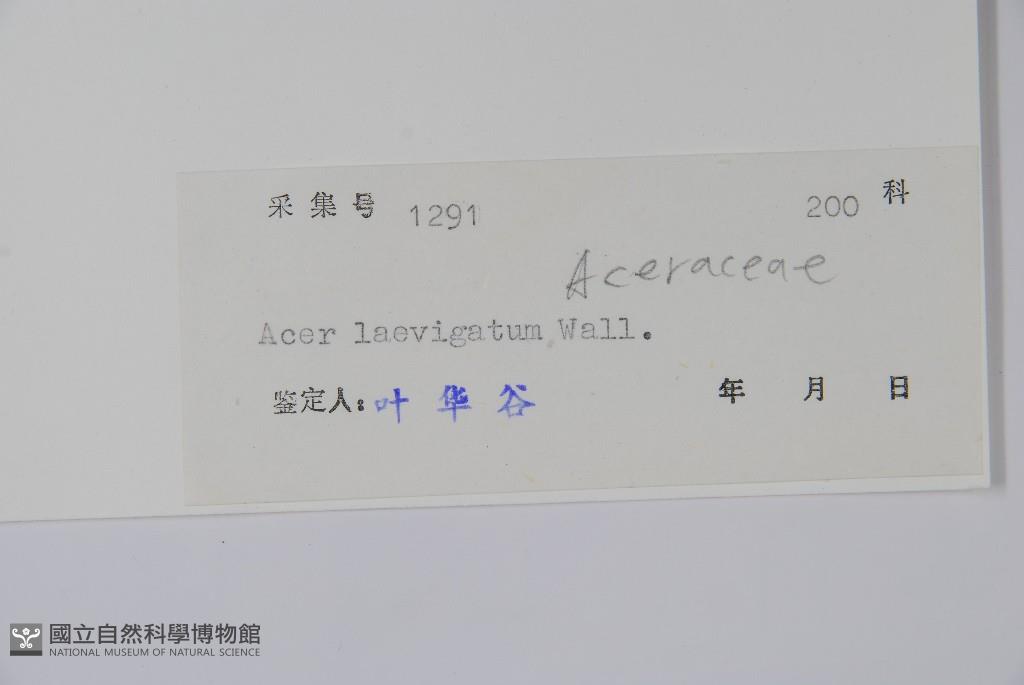 采集号 1291 200 科
Aceraceae
Acer laevigatum Wall.
鉴定人: 叶华谷 年 月 日
國立自然科學博物館
NATIONAL MUSEUM OF NATURAL SCIENCE